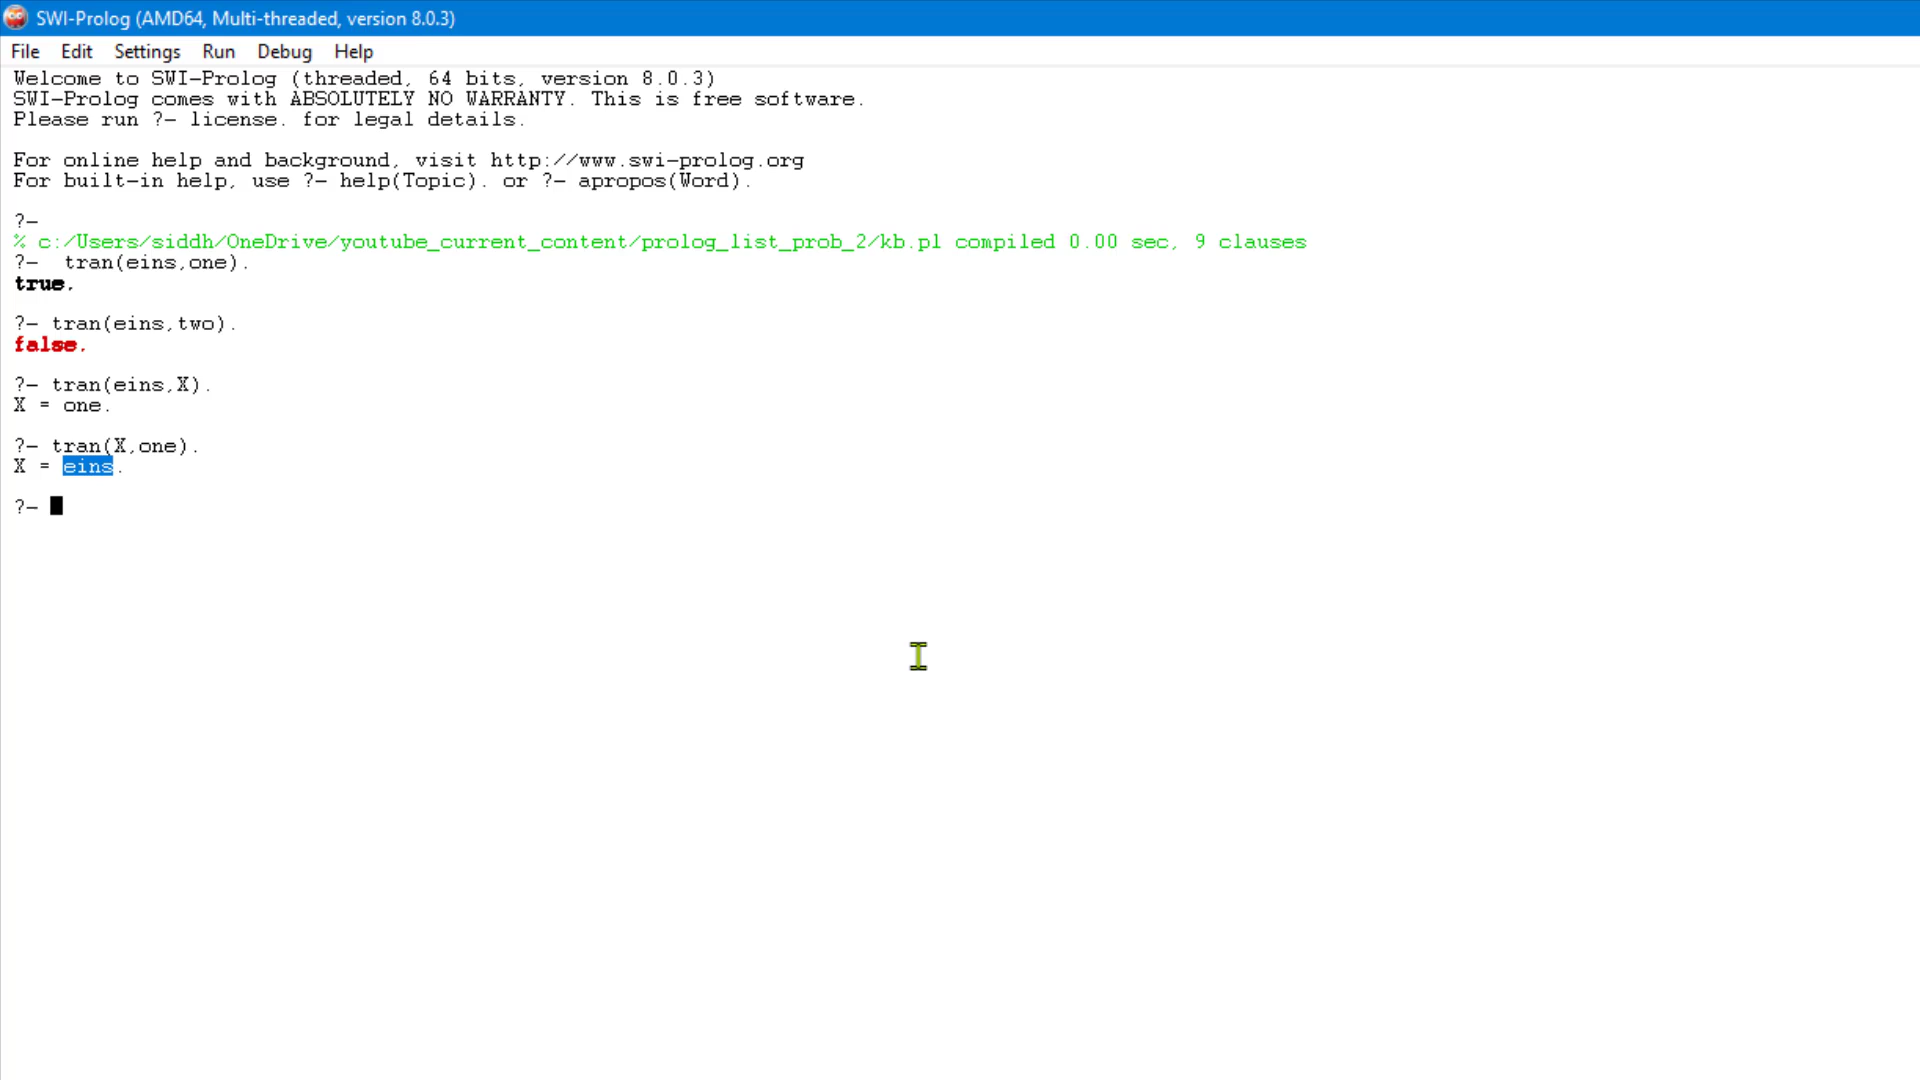 SWI-Prolog (AMD64, Multi-threaded, version 8.0.3)
File Edit Settings Run Debug Help
Welcome to SWI-Prolog (threaded, 64 bits, version 8.0.3)
SWI-Prolog comes with ABSOLUTELY NO WARRANTY. This is free software.
Please run ?- license. for legal details.
For online help and background, visit http://www.swi-prolog.org
For built-in help, use ?- help(Topic). or ?- apropos(Word).
?-
% c:/Users/siddh/OneDrive/youtube_current_content/prolog_list_prob_2/kb.pl compiled 0.00 sec, 9 clauses
?-  tran(eins,one).
true.
?- tran(eins,two).
false.
?- tran(eins,X).
X = one.
?- tran(X,one).
X = eins.
?-